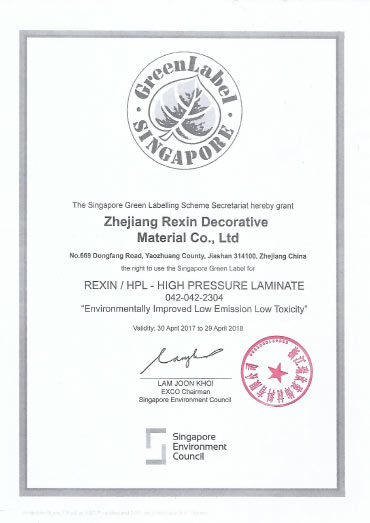 GreenLabel
SINGAPORE
The Singapore Green Labelling Scheme Secretariat hereby grant
Zhejiang Rexin Decorative
Material Co., Ltd
No.669 Dongfang Road, Yaozhuang County, Jiashan 314100, Zhejiang China
the right to use the Singapore Green Label for
REXIN / HPL - HIGH PRESSURE LAMINATE
042-042-2304
"Environmentally Improved Low Emission Low Toxicity"
Validity: 30 April 2017 to 29 April 2018
LAM JOON KHOI
EXCO Chairman
Singapore Environment Council
Singapore
Environment
Council